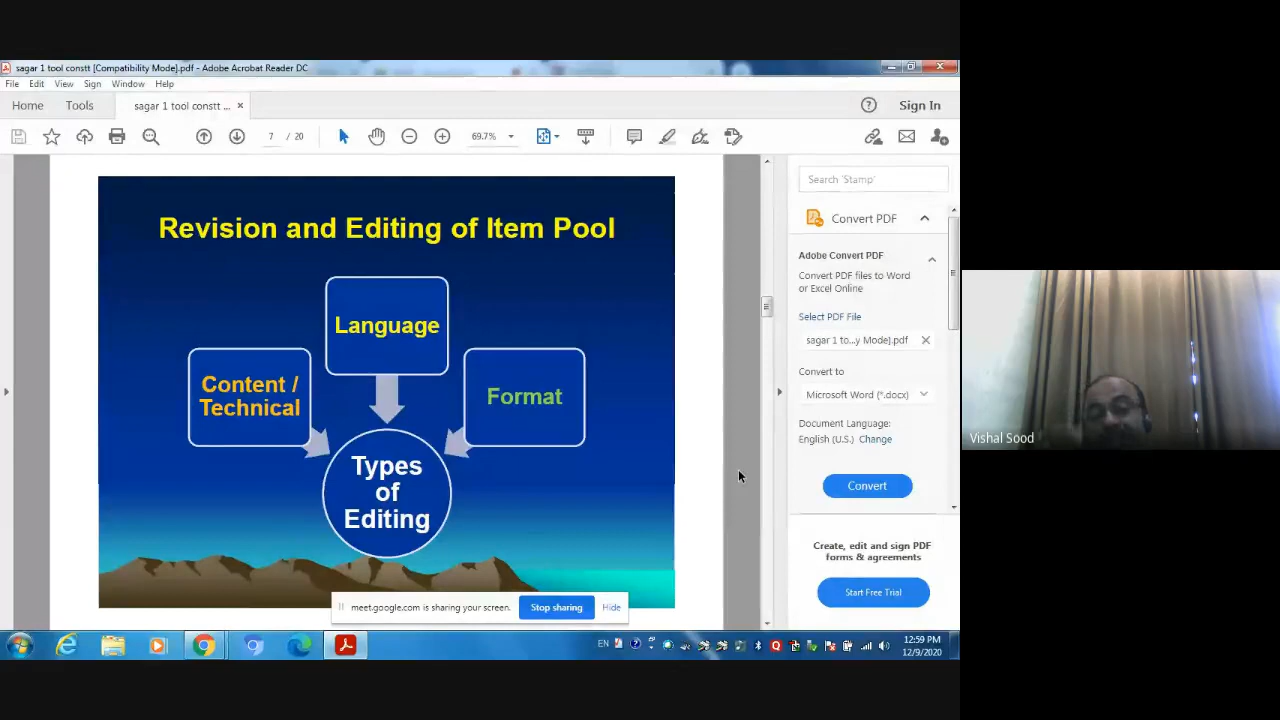 sagar 1 tool constt [Compatibility Mode].pdf - Adobe Acrobat Reader DC
File Edit View Sign Window Help
Home Tools sagar 1 tool constt ... × Sign In
7 / 20 69.7%
Search 'Stamp'
Convert PDF
Adobe Convert PDF
Convert PDF files to Word
or Excel Online
Select PDF File
sagar 1 to...y Mode].pdf
Convert to
Microsoft Word (*.docx)
Document Language:
English (U.S.) Change
Convert
Create, edit and sign PDF
forms & agreements
Start Free Trial
Revision and Editing of Item Pool
Language
Content /
Technical
Format
Types
of
Editing
meet.google.com is sharing your screen. Stop sharing Hide
EN
12:59 PM
12/9/2020
Vishal Sood